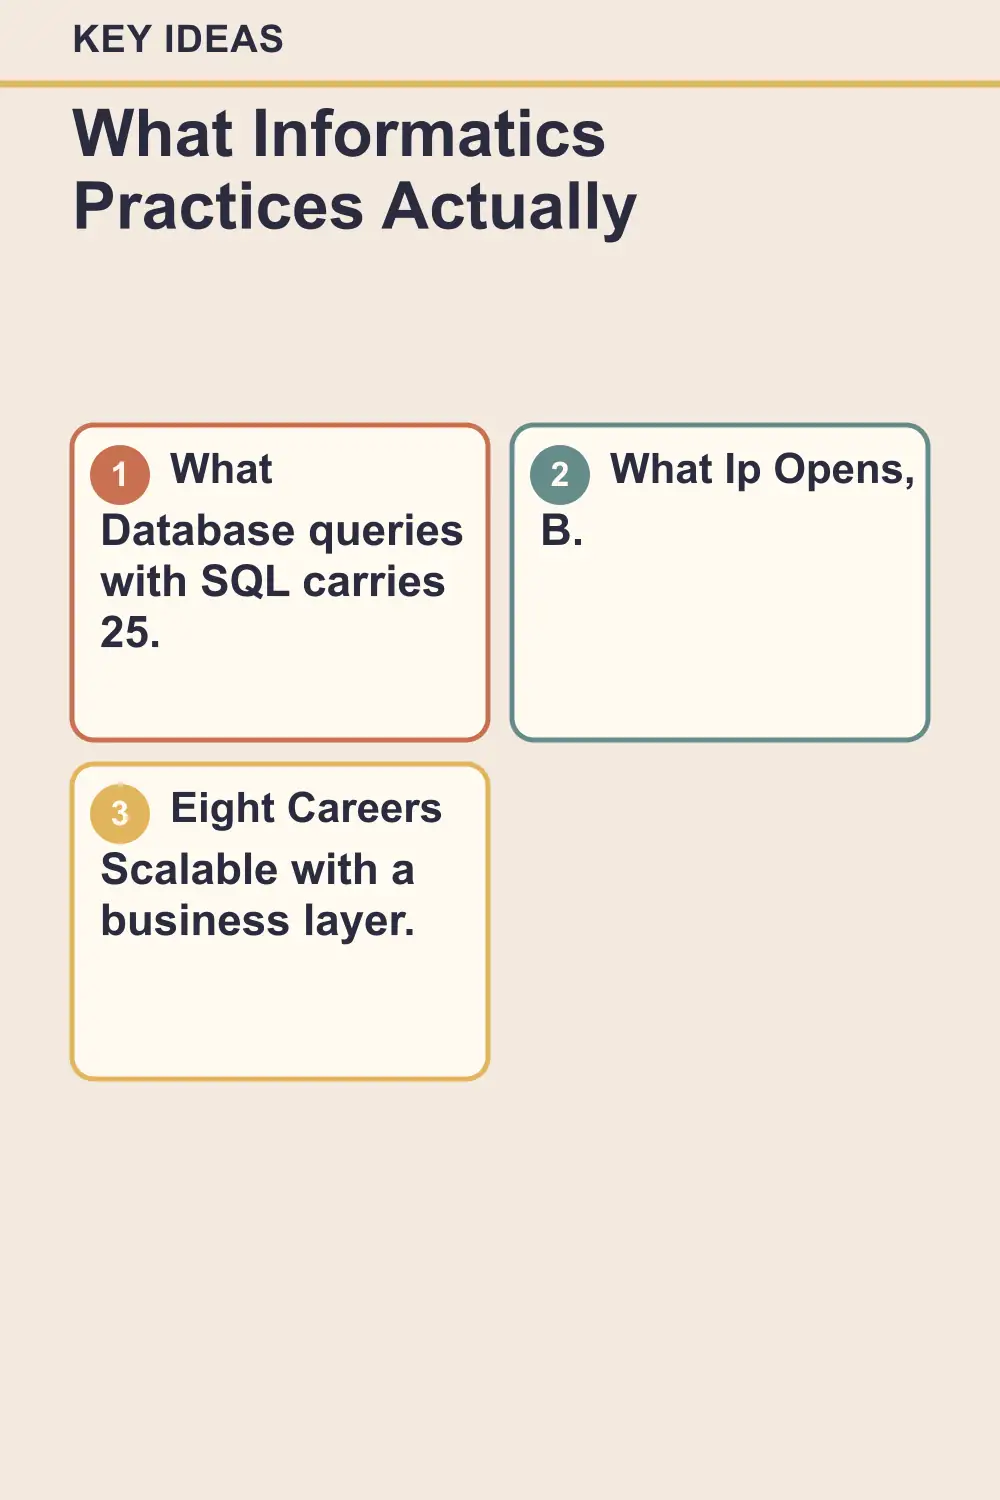 KEY IDEAS
What Informatics
Practices Actually
1 What
Database queries
with SQL carries
25.
2 What Ip Opens,
B.
3 Eight Careers
Scalable with a
business layer.